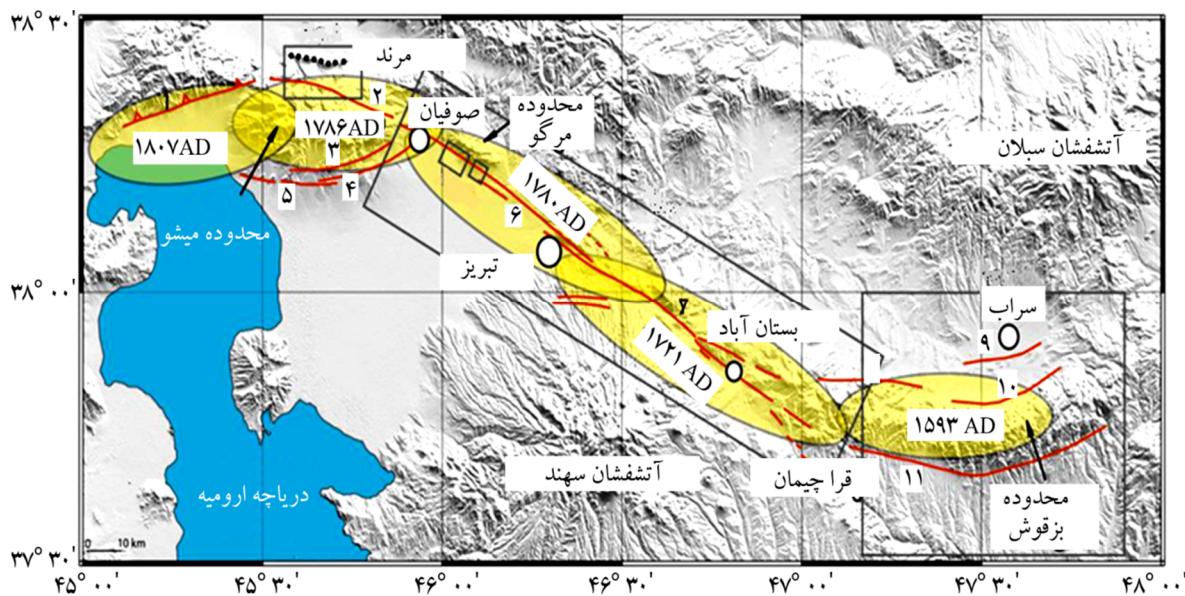 ۳۸° ۳۰'
مرند
۱
۲
صوفیان
محدوده
مرگو
۱۸۰۷AD
۱۷۸۶AD
۳
آتشفشان سبلان
۵
۴
۱۷۸۰AD
۶
محدوده میشو
تبریز
۳۸° ۰۰'
۷
بستان آباد
سراب
۹
۱۷۲۱ AD
۱۰
۱۵۹۳ AD
آتشفشان سهند
قرا چیمان
۱۱
محدوده
بزقوش
دریاچه ارومیه
0 10 km
۳۷° ۳۰'
۴۵° ۰۰'
۴۵° ۳۰'
۴۶° ۰۰'
۴۶° ۳۰'
۴۷° ۰۰'
۴۷° ۳۰'
۴۸° ۰۰'